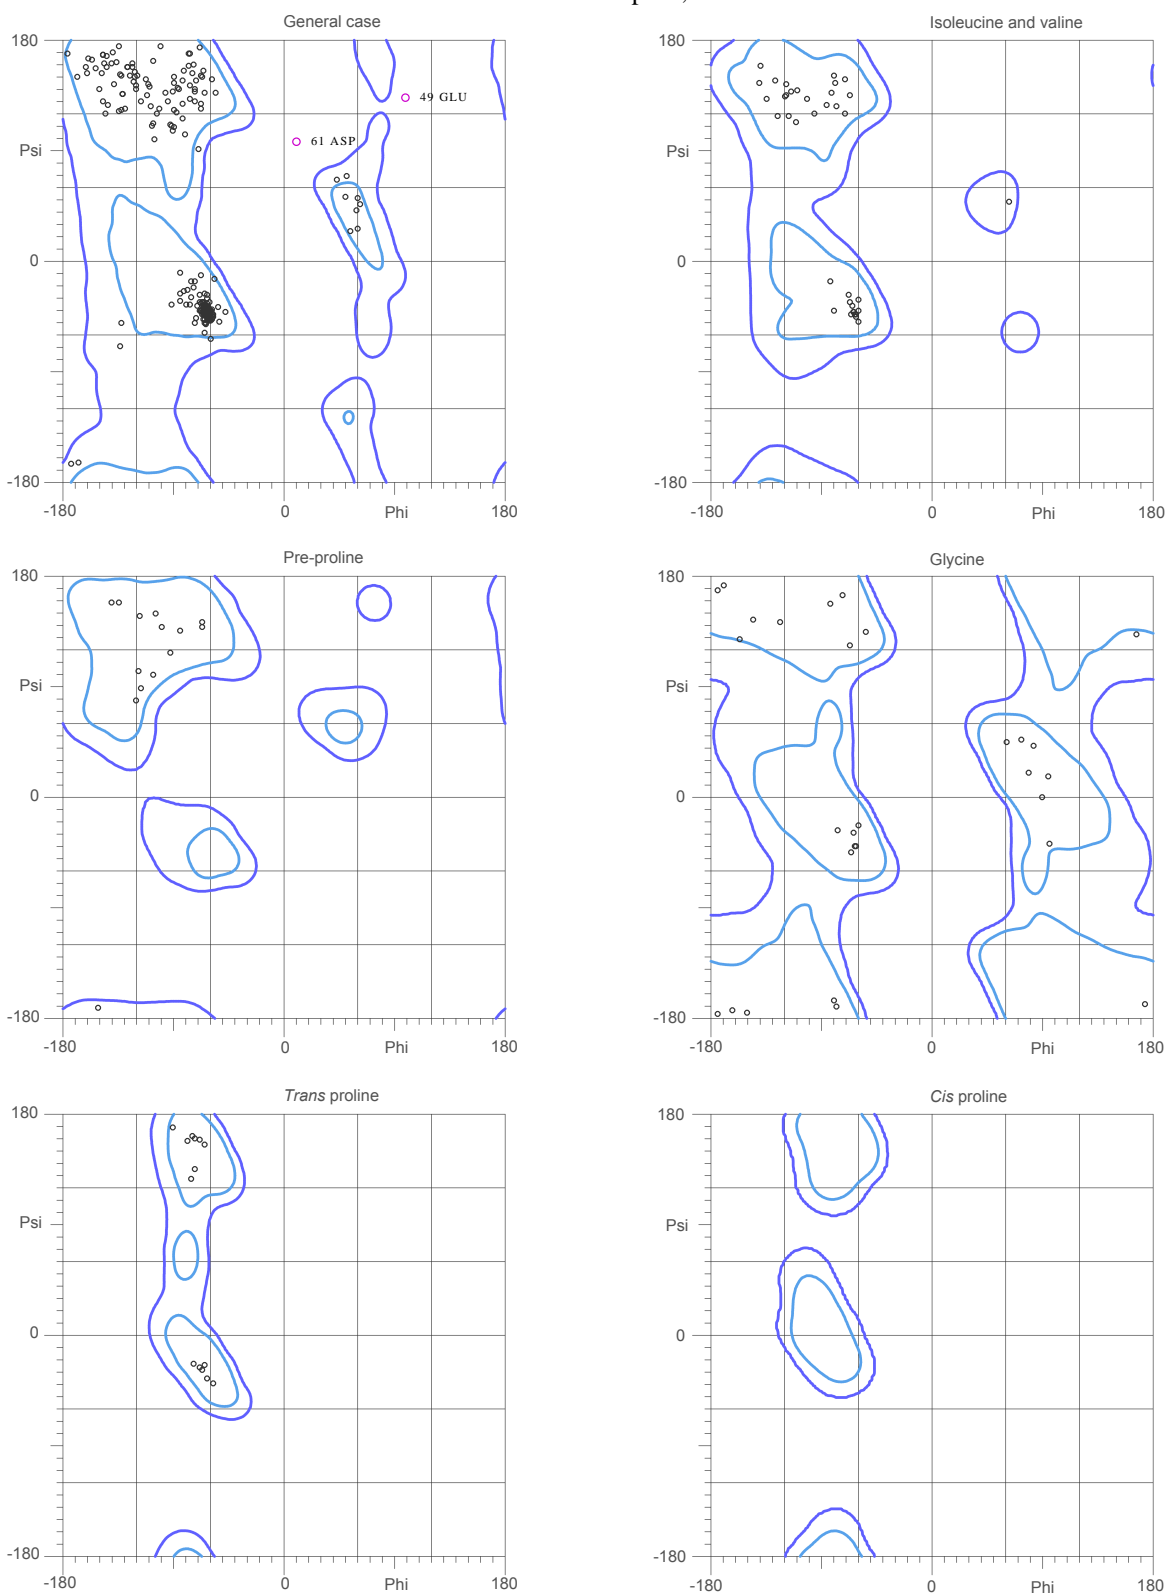 General case
Isoleucine and valine
180
49 GLU
61 ASP
Psi
0
-180
-180
0
Phi
180
180
Psi
0
-180
-180
0
Phi
180
Pre-proline
Glycine
180
Psi
0
-180
-180
0
Phi
180
180
Psi
0
-180
-180
0
Phi
180
Trans proline
Cis proline
180
Psi
0
-180
-180
0
Phi
180
180
Psi
0
-180
-180
0
Phi
180